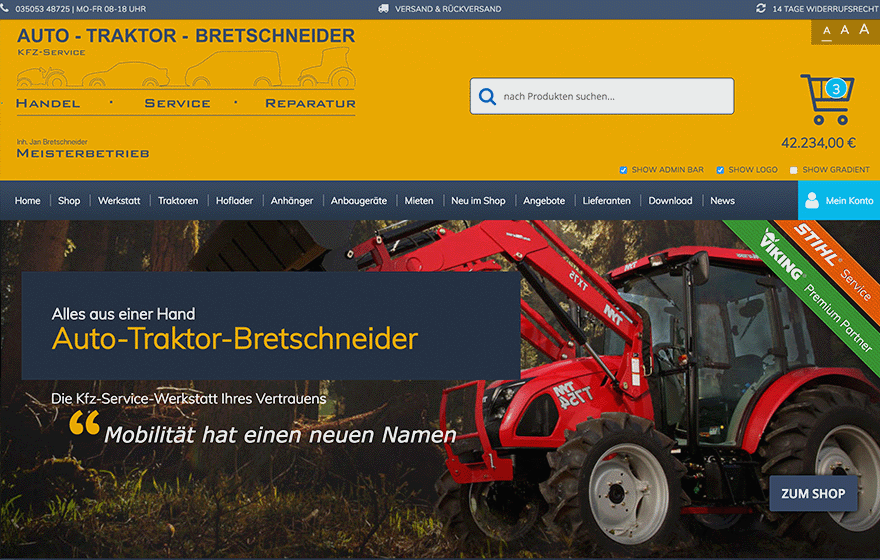 035053 48725 | MO-FR 08-18 UHR
VERSAND & RÜCKVERSAND
14 TAGE WIDERRUFSRECHT
A A A
AUTO - TRAKTOR - BRETSCHNEIDER
KFZ-SERVICE
HANDEL · SERVICE · REPARATUR
Inh. Jan Bretschneider
MEISTERBETRIEB
nach Produkten suchen...
3
42.234,00 €
SHOW ADMIN BAR
SHOW LOGO
SHOW GRADIENT
Home | Shop | Werkstatt | Traktoren | Hoflader | Anhänger | Anbaugeräte | Mieten | Neu im Shop | Angebote | Lieferanten | Download | News
Mein Konto
STIHL Service
VIKING Premium Partner
Alles aus einer Hand
Auto-Traktor-Bretschneider
Die Kfz-Service-Werkstatt Ihres Vertrauens
“Mobilität hat einen neuen Namen
TX75
NXT
NXT
T754
ZUM SHOP